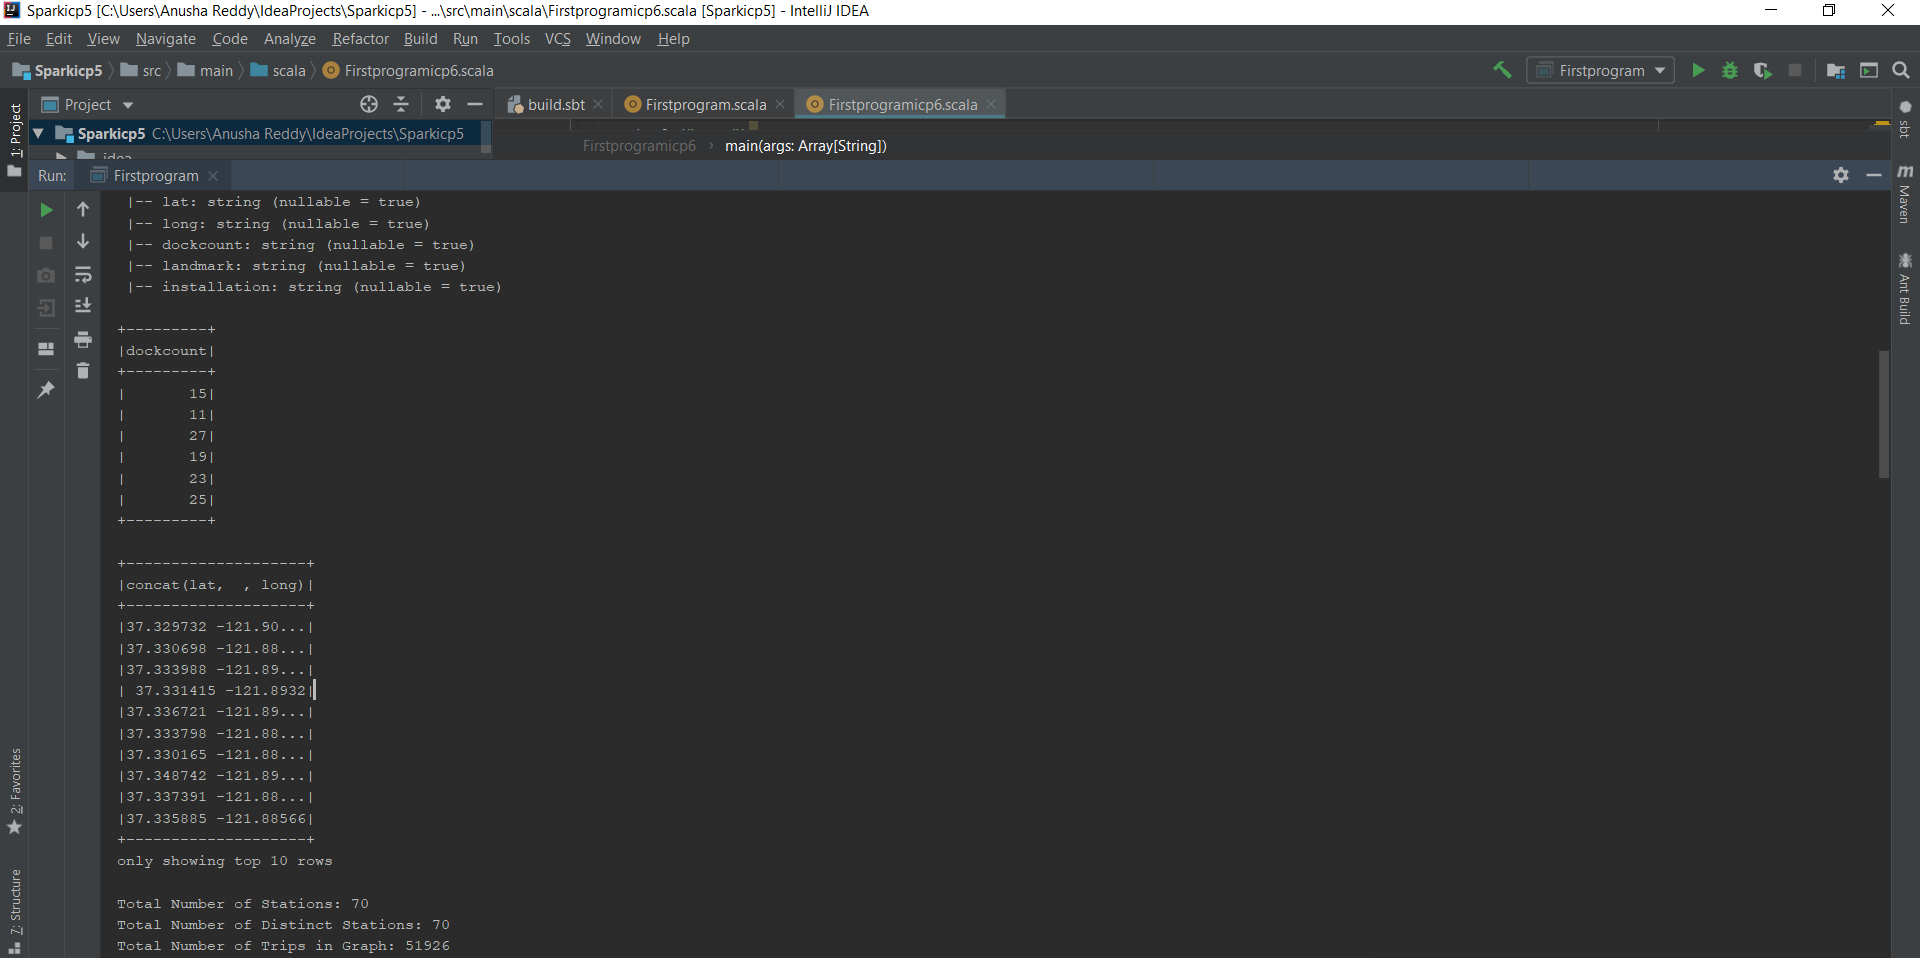 Sparkicp5 [C:\Users\Anusha Reddy\IdeaProjects\Sparkicp5] - ...\src\main\scala\Firstprogramicp6.scala [Sparkicp5] - IntelliJ IDEA
File Edit View Navigate Code Analyze Refactor Build Run Tools VCS Window Help
Sparkicp5 src main scala Firstprogramicp6.scala Firstprogram
1: Project
Project build.sbt Firstprogram.scala Firstprogramicp6.scala
Sparkicp5 C:\Users\Anusha Reddy\IdeaProjects\Sparkicp5
Firstprogramicp6 › main(args: Array[String])
Run: Firstprogram
 |-- lat: string (nullable = true)
 |-- long: string (nullable = true)
 |-- dockcount: string (nullable = true)
 |-- landmark: string (nullable = true)
 |-- installation: string (nullable = true)
+---------+
|dockcount|
+---------+
|       15|
|       11|
|       27|
|       19|
|       23|
|       25|
+---------+
+--------------------+
|concat(lat,  , long)|
+--------------------+
|37.329732 -121.90...|
|37.330698 -121.88...|
|37.333988 -121.89...|
| 37.331415 -121.8932|
|37.336721 -121.89...|
|37.333798 -121.88...|
|37.330165 -121.88...|
|37.348742 -121.89...|
|37.337391 -121.88...|
|37.335885 -121.88566|
+--------------------+
only showing top 10 rows
Total Number of Stations: 70
Total Number of Distinct Stations: 70
Total Number of Trips in Graph: 51926
2: Favorites
7: Structure
sbt
Maven
Ant Build